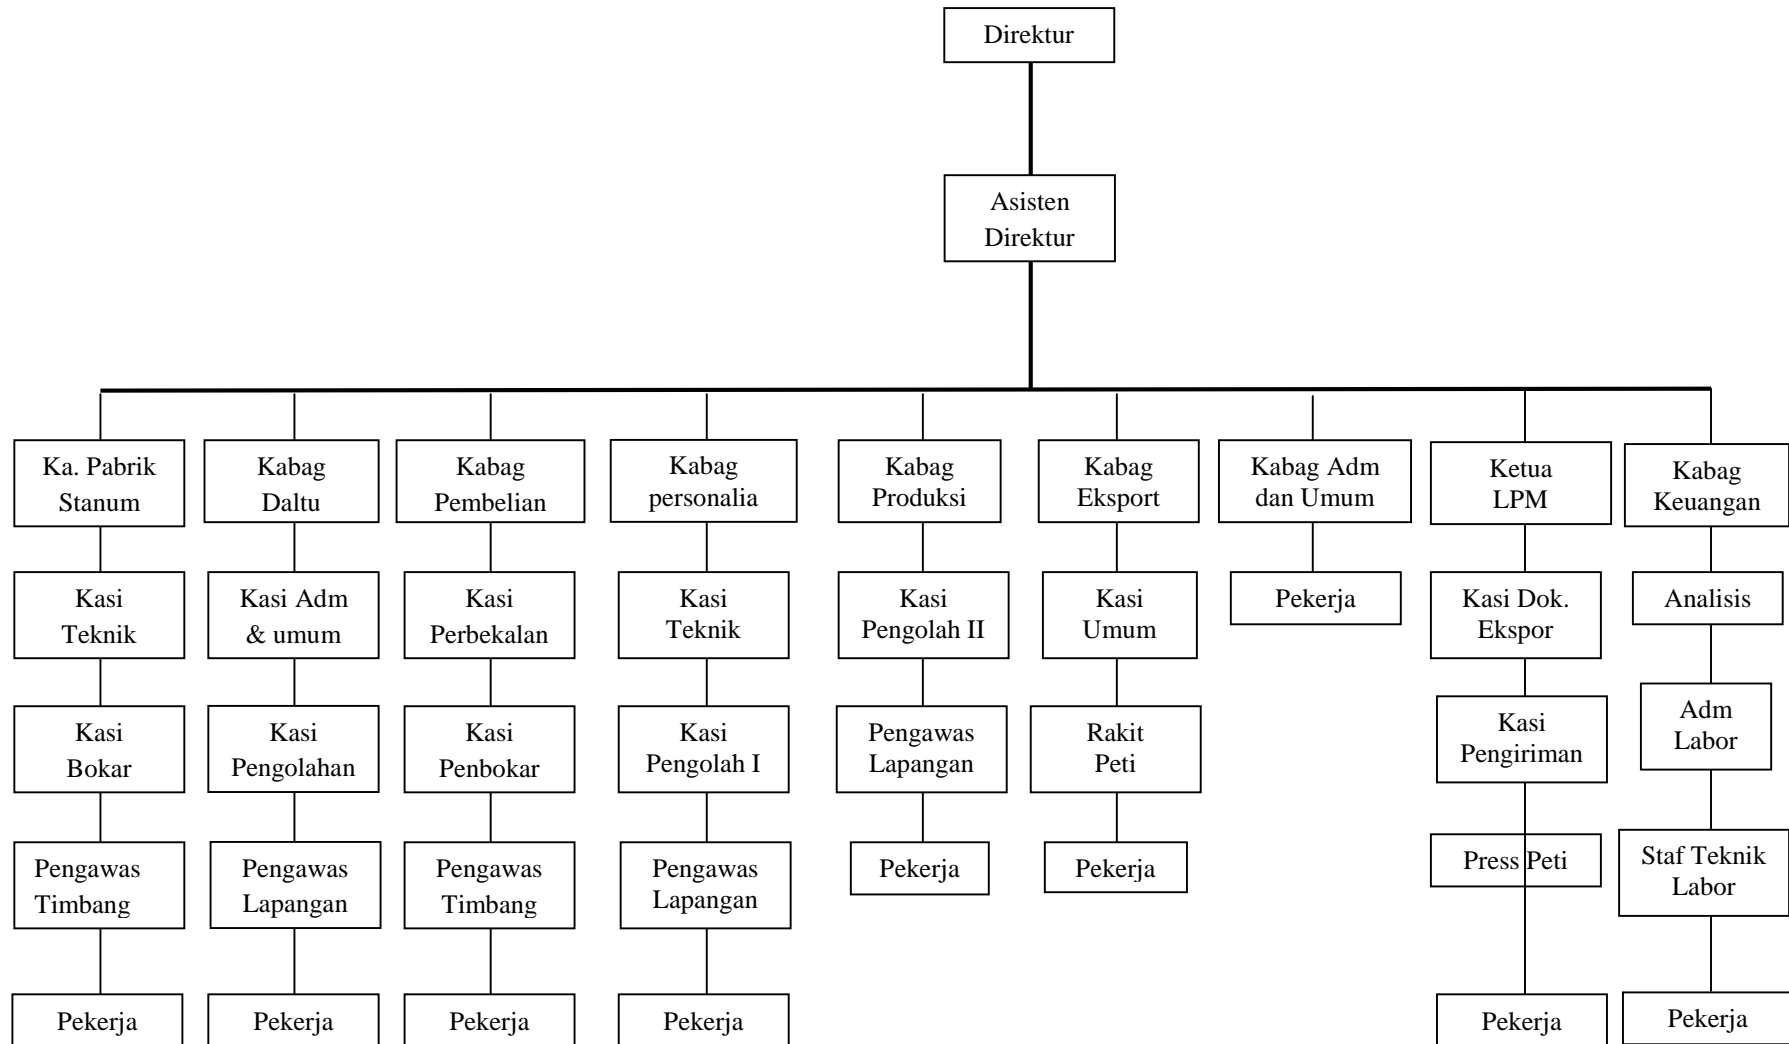 Direktur
Asisten
Direktur
Ka. Pabrik
Stanum
Kabag
Daltu
Kabag
Pembelian
Kabag
personalia
Kabag
Produksi
Kabag
Eksport
Kabag Adm
dan Umum
Ketua
LPM
Kabag
Keuangan
Kasi
Teknik
Kasi Adm
& umum
Kasi
Perbekalan
Kasi
Teknik
Kasi
Pengolah II
Kasi
Umum
Pekerja
Kasi Dok.
Ekspor
Analisis
Kasi
Bokar
Kasi
Pengolahan
Kasi
Penbokar
Kasi
Pengolah I
Pengawas
Lapangan
Rakit
Peti
Kasi
Pengiriman
Adm
Labor
Pengawas
Timbang
Pengawas
Lapangan
Pengawas
Timbang
Pengawas
Lapangan
Pekerja
Pekerja
Press Peti
Staf Teknik
Labor
Pekerja
Pekerja
Pekerja
Pekerja
Pekerja
Pekerja